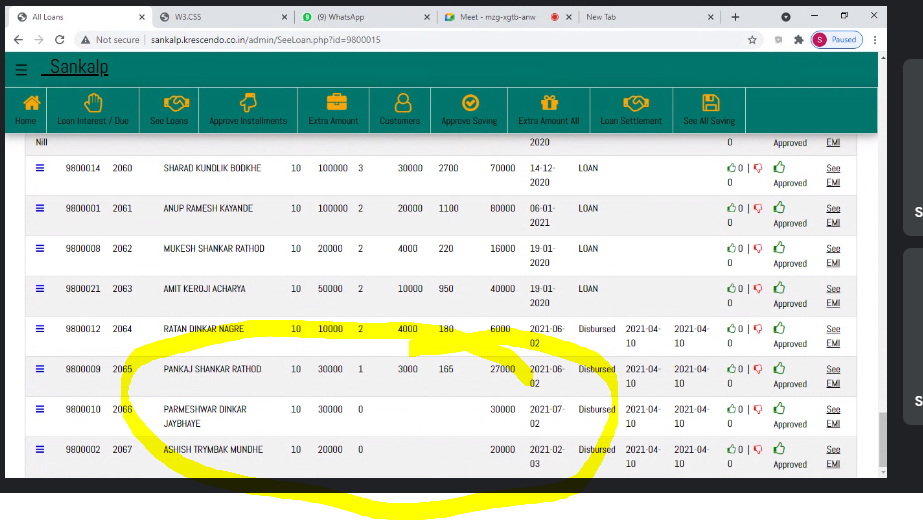 All Loans
W3.CSS
(9) WhatsApp
Meet - mzg-xgtb-anw
New Tab
Not secure | sankalp.krescendo.co.in/admin/SeeLoan.php?id=9800015
S Paused
Sankalp
Home Loan Interest / Due See Loans Approve Installments Extra Amount Customers Approve Saving Extra Amount All Loan Settlement See All Saving
Nill 2020 0 Approved EMI
9800014 2060 SHARAD KUNDLIK BODKHE 10 100000 3 30000 2700 70000 14-12- LOAN 0 | See
2020 0 Approved EMI
9800001 2061 ANUP RAMESH KAYANDE 10 100000 2 20000 1100 80000 06-01- LOAN 0 | See
2021 0 Approved EMI
9800008 2062 MUKESH SHANKAR RATHOD 10 20000 2 4000 220 16000 19-01- LOAN 0 | See
2020 0 Approved EMI
9800021 2063 AMIT KEROJI ACHARYA 10 50000 2 10000 950 40000 19-01- LOAN 0 | See
2020 0 Approved EMI
9800012 2064 RATAN DINKAR NAGRE 10 10000 2 4000 180 6000 2021-06- Disbursed 2021-04- 2021-04- 0 | See
02 10 10 0 Approved EMI
9800009 2065 PANKAJ SHANKAR RATHOD 10 30000 1 3000 165 27000 2021-06- Disbursed 2021-04- 2021-04- 0 | See
02 10 10 0 Approved EMI
9800010 2066 PARMESHWAR DINKAR 10 30000 0 30000 2021-07- Disbursed 2021-04- 2021-04- 0 | See
JAYBHAYE 02 10 10 0 Approved EMI
9800002 2067 ASHISH TRYMBAK MUNDHE 10 20000 0 20000 2021-02- Disbursed 2021-04- 2021-04- 0 | See
03 10 10 0 Approved EMI
S
S